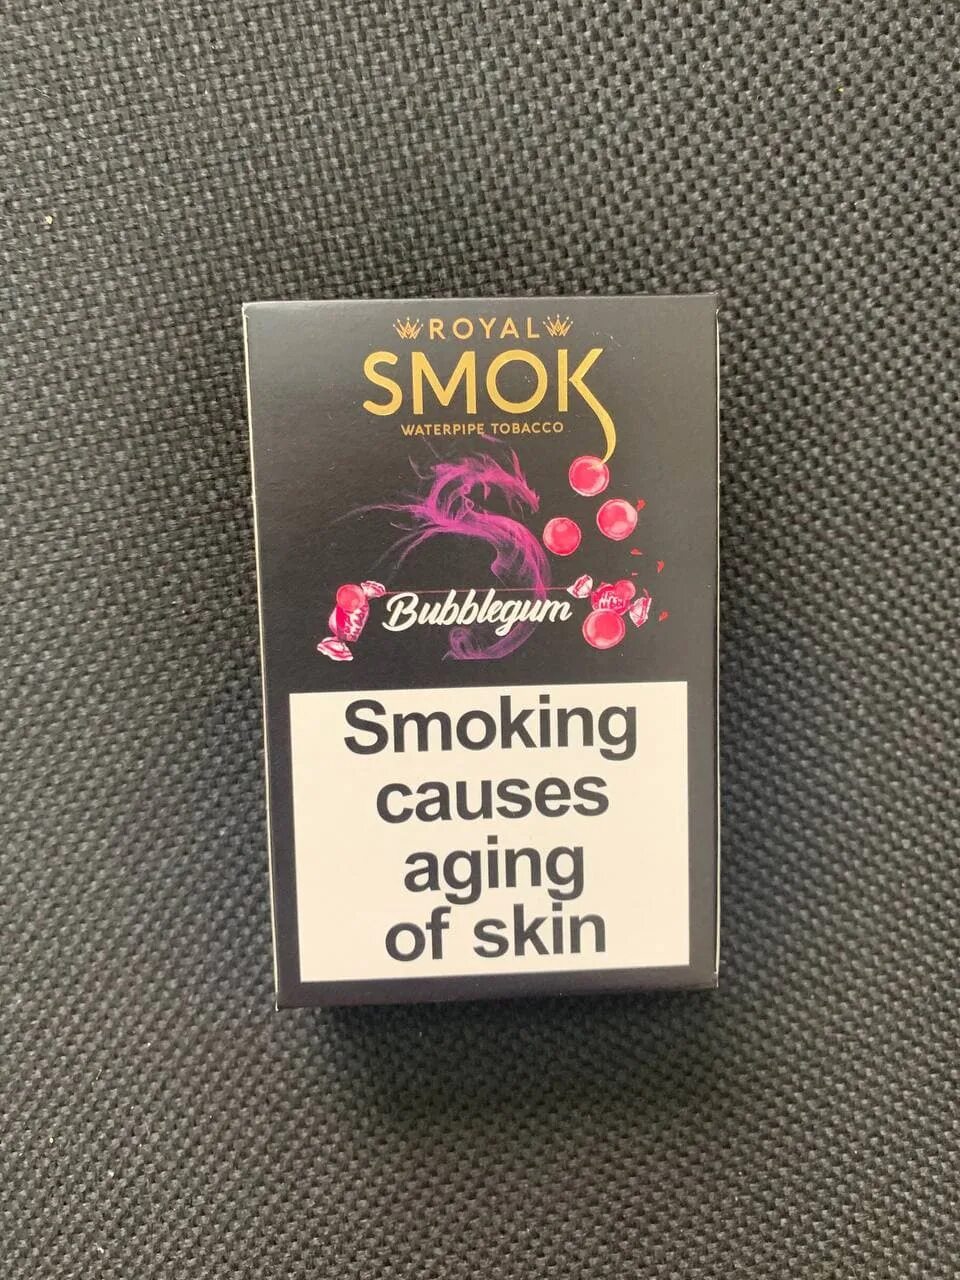 ROYAL
SMOK
WATERPIPE TOBACCO
Bubblegum
Smoking
causes
aging
of skin